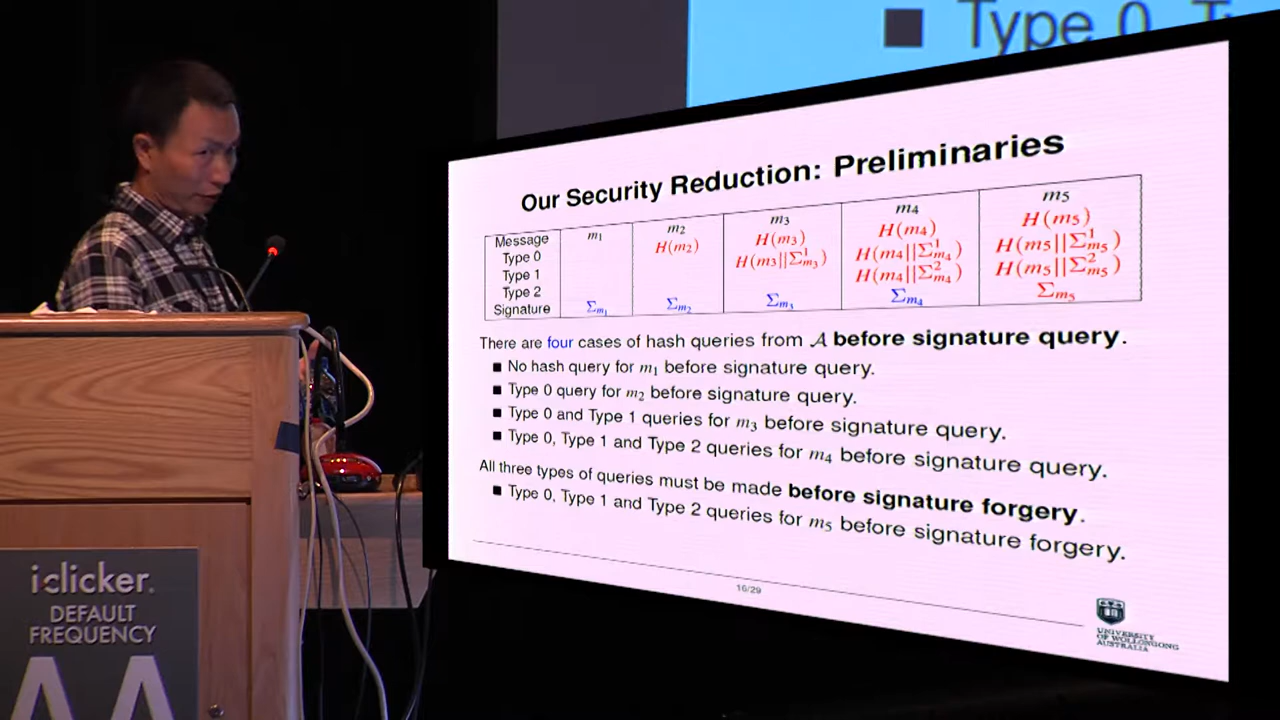 ■ Type 0
Our Security Reduction: Preliminaries
Message m₁ m₂ m₃ m₄ m₅
Type 0 H(m₂) H(m₃) H(m₄) H(m₅)
Type 1 H(m₃||Σ¹ₘ₃) H(m₄||Σ¹ₘ₄) H(m₅||Σ¹ₘ₅)
Type 2 H(m₄||Σ²ₘ₄) H(m₅||Σ²ₘ₅)
Signature Σₘ₁ Σₘ₂ Σₘ₃ Σₘ₄ Σₘ₅
There are four cases of hash queries from 𝒜 before signature query.
■ No hash query for m₁ before signature query.
■ Type 0 query for m₂ before signature query.
■ Type 0 and Type 1 queries for m₃ before signature query.
■ Type 0, Type 1 and Type 2 queries for m₄ before signature query.
All three types of queries must be made before signature forgery.
■ Type 0, Type 1 and Type 2 queries for m₅ before signature forgery.
16/29
UNIVERSITY
OF WOLLONGONG
AUSTRALIA
iclicker.
DEFAULT
FREQUENCY
AA